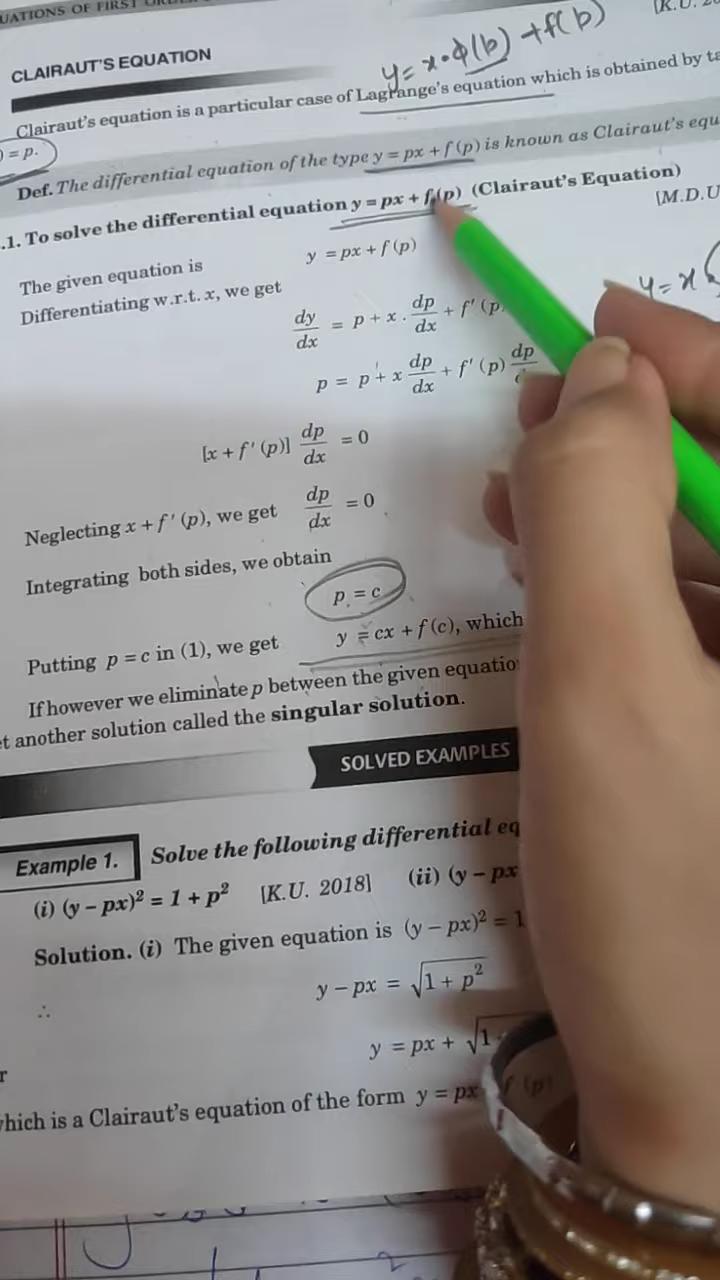 UATIONS OF FIRST ORD
[K.U. 20
y = x · ϕ(p) + f(p)
CLAIRAUT'S EQUATION
Clairaut's equation is a particular case of Lagrange's equation which is obtained by ta
) = p.
Def. The differential equation of the type y = px + f (p) is known as Clairaut's equ
.1. To solve the differential equation y = px + f (p) (Clairaut's Equation)
[M.D.U
The given equation is y = px + f (p)
y = x
Differentiating w.r.t. x, we get
dy/dx = p + x . dp/dx + f ' (p
p = p + x dp/dx + f ' (p) dp/
[x + f ' (p)] dp/dx = 0
Neglecting x + f ' (p), we get dp/dx = 0
Integrating both sides, we obtain
p = c
Putting p = c in (1), we get y = cx + f (c), which
If however we eliminate p between the given equatio
t another solution called the singular solution.
SOLVED EXAMPLES
Example 1. Solve the following differential eq
(i) (y – px)² = 1 + p² [K.U. 2018] (ii) (y – px
Solution. (i) The given equation is (y – px)² = 1
∴ y – px = √(1 + p²)
r y = px + √1
hich is a Clairaut's equation of the form y = px f (p)